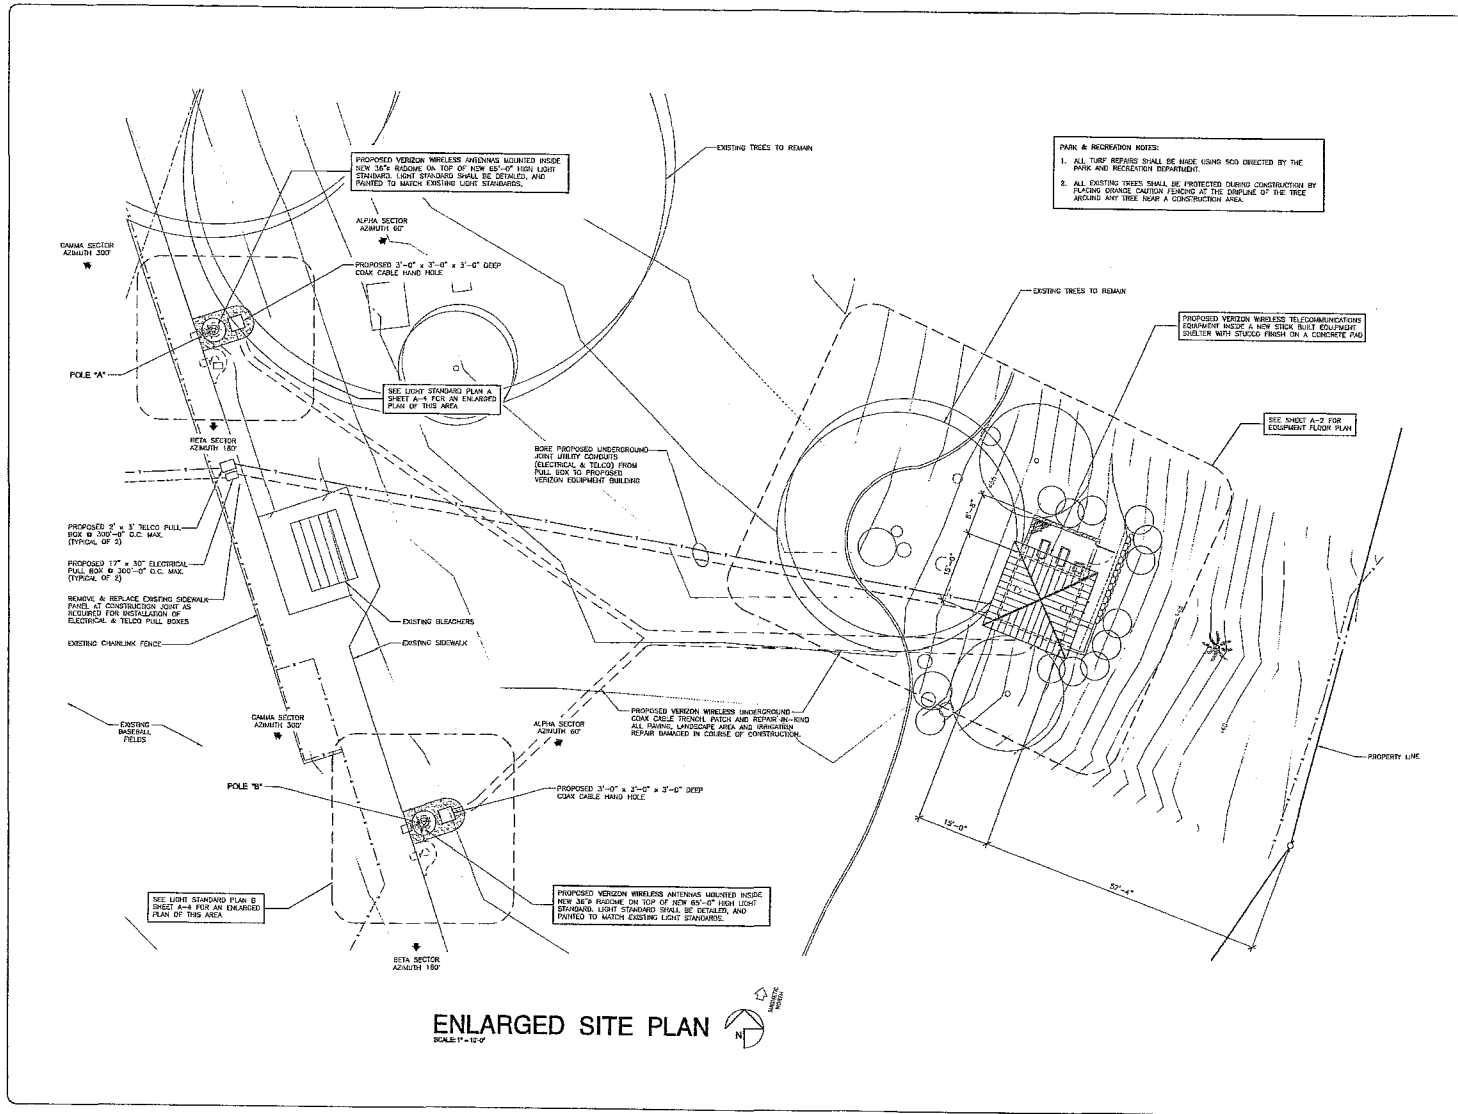 EXISTING TREES TO REMAIN
PROPOSED VERIZON WIRELESS ANTENNAS MOUNTED INSIDE
NEW 36"ø RADOME ON TOP OF NEW 65'-0" HIGH LIGHT
STANDARD. LIGHT STANDARD SHALL BE DETAILED, AND
PAINTED TO MATCH EXISTING LIGHT STANDARDS.
PARK & RECREATION NOTES:
1. ALL TURF REPAIRS SHALL BE MADE USING SOD DIRECTED BY THE
PARK AND RECREATION DEPARTMENT.
2. ALL EXISTING TREES SHALL BE PROTECTED DURING CONSTRUCTION BY
PLACING ORANGE CAUTION FENCING AT THE DRIPLINE OF THE TREE
AROUND ANY TREE NEAR A CONSTRUCTION AREA.
ALPHA SECTOR
AZIMUTH 60°
GAMMA SECTOR
AZIMUTH 300°
PROPOSED 3'-0" x 3'-0" x 3'-0" DEEP
COAX CABLE HAND HOLE
EXISTING TREES TO REMAIN
PROPOSED VERIZON WIRELESS TELECOMMUNICATIONS
EQUIPMENT INSIDE A NEW STICK BUILT EQUIPMENT
SHELTER WITH STUCCO FINISH ON A CONCRETE PAD
POLE "A"
SEE LIGHT STANDARD PLAN A
SHEET A-4 FOR AN ENLARGED
PLAN OF THIS AREA
SEE SHEET A-2 FOR
EQUIPMENT FLOOR PLAN
BETA SECTOR
AZIMUTH 180°
BORE PROPOSED UNDERGROUND
JOINT UTILITY CONDUITS
(ELECTRICAL & TELCO) FROM
PULL BOX TO PROPOSED
VERIZON EQUIPMENT BUILDING
8'-8"
15'-0"
PROPOSED 2' x 3' TELCO PULL
BOX @ 300'-0" O.C. MAX.
(TYPICAL OF 2)
PROPOSED 17" x 30" ELECTRICAL
PULL BOX @ 300'-0" O.C. MAX.
(TYPICAL OF 2)
REMOVE & REPLACE EXISTING SIDEWALK
PANEL AT CONSTRUCTION JOINT AS
REQUIRED FOR INSTALLATION OF
ELECTRICAL & TELCO PULL BOXES
EXISTING BLEACHERS
EXISTING CHAINLINK FENCE
EXISTING SIDEWALK
PROPOSED VERIZON WIRELESS UNDERGROUND
COAX CABLE TRENCH. PATCH AND REPAIR-IN-KIND
ALL PAVING, LANDSCAPE AREA AND IRRIGATION
REPAIR DAMAGED IN COURSE OF CONSTRUCTION.
GAMMA SECTOR
AZIMUTH 300°
EXISTING
BASEBALL
FIELDS
ALPHA SECTOR
AZIMUTH 60°
PROPERTY LINE
POLE "B"
PROPOSED 3'-0" x 3'-0" x 3'-0" DEEP
COAX CABLE HAND HOLE
15'-0"
57'-4"
SEE LIGHT STANDARD PLAN B
SHEET A-4 FOR AN ENLARGED
PLAN OF THIS AREA
PROPOSED VERIZON WIRELESS ANTENNAS MOUNTED INSIDE
NEW 36"ø RADOME ON TOP OF NEW 65'-0" HIGH LIGHT
STANDARD. LIGHT STANDARD SHALL BE DETAILED, AND
PAINTED TO MATCH EXISTING LIGHT STANDARDS.
BETA SECTOR
AZIMUTH 180°
ENLARGED SITE PLAN
SCALE: 1" = 10'-0"
N
MAGNETIC
NORTH